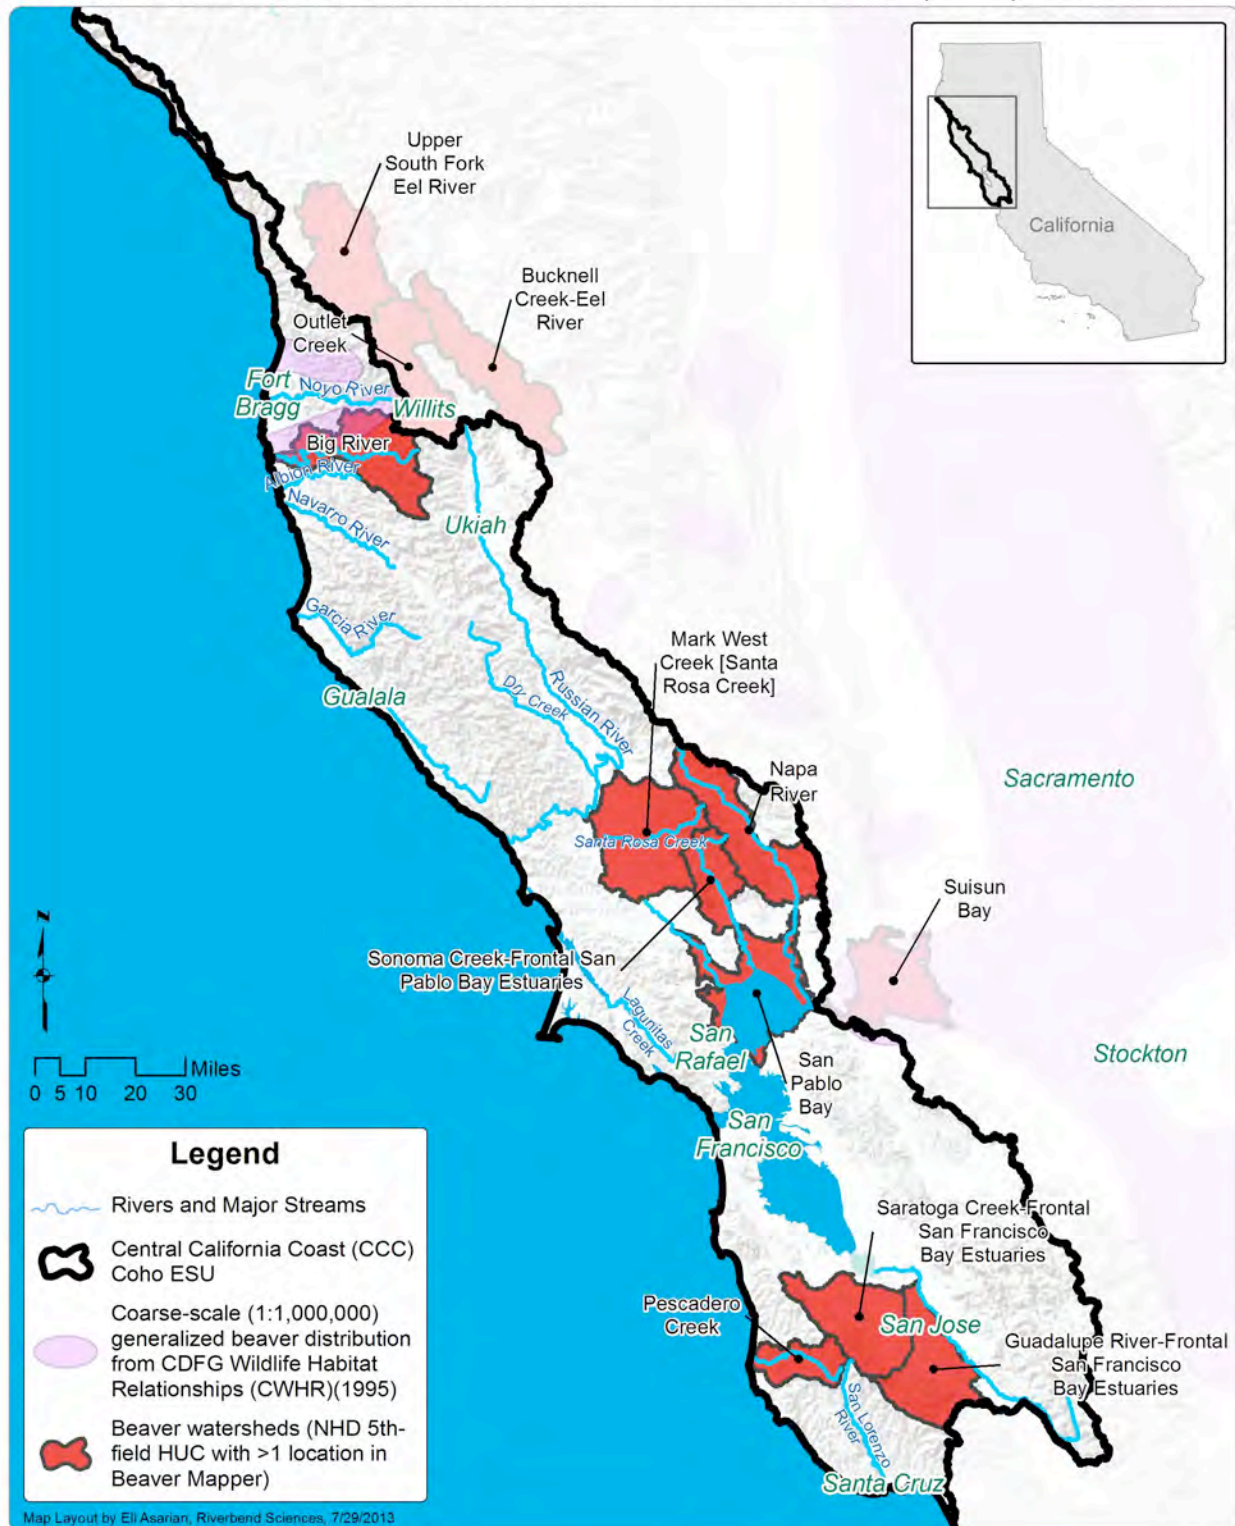 California
Upper
South Fork
Eel River
Bucknell
Creek-Eel
River
Outlet
Creek
Fort
Bragg
Noyo River
Willits
Big River
Albion River
Navarro River
Ukiah
Garcia River
Mark West
Creek [Santa
Rosa Creek]
Gualala
Dry Creek
Russian River
Napa
River
Sacramento
Santa Rosa Creek
Suisun
Bay
Sonoma Creek-Frontal San
Pablo Bay Estuaries
Lagunitas
Creek
San
Rafael
San
Pablo
Bay
Stockton
N
Miles
0 5 10 20 30
San
Francisco
Saratoga Creek-Frontal
San Francisco
Bay Estuaries
Pescadero
Creek
San Jose
Guadalupe River-Frontal
San Francisco
Bay Estuaries
San Lorenzo
River
Santa Cruz
Legend
Rivers and Major Streams
Central California Coast (CCC)
Coho ESU
Coarse-scale (1:1,000,000)
generalized beaver distribution
from CDFG Wildlife Habitat
Relationships (CWHR)(1995)
Beaver watersheds (NHD 5th-
field HUC with >1 location in
Beaver Mapper)
Map Layout by Eli Asarian, Riverbend Sciences, 7/29/2013